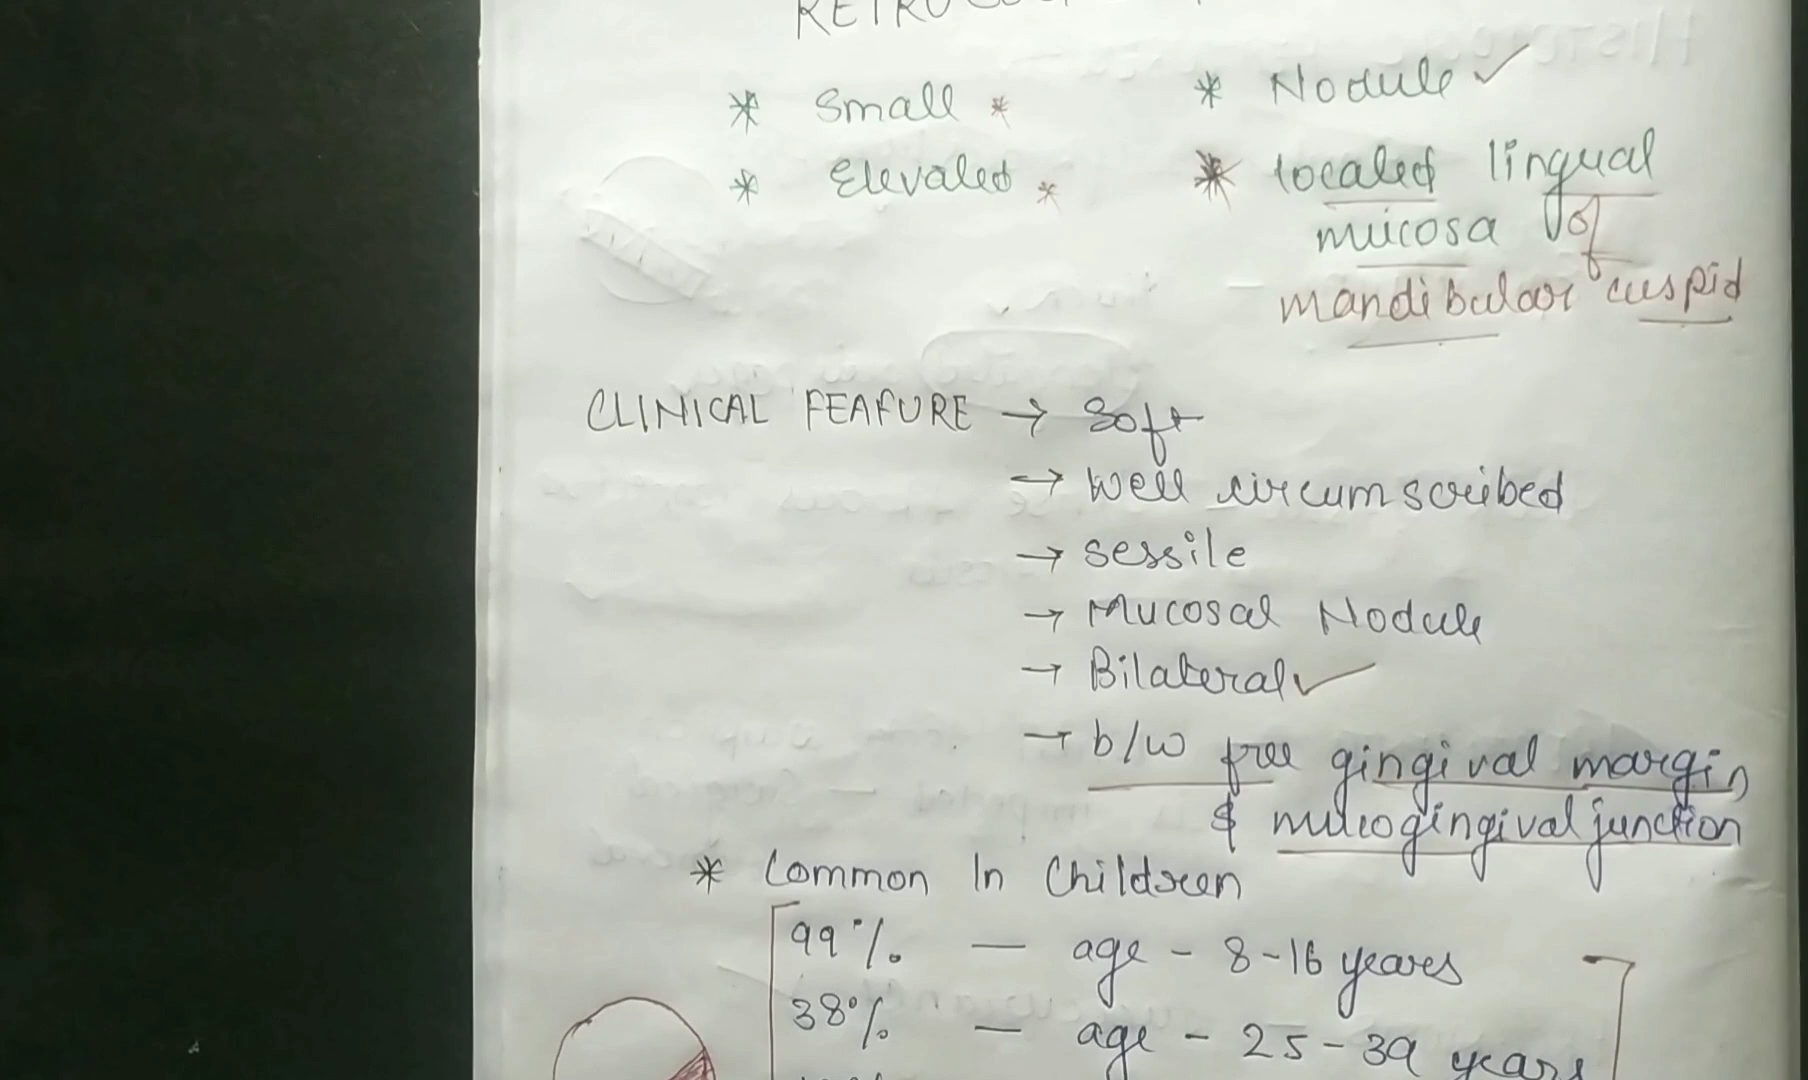 * Small * * Nodule ✓
* Elevated * * located lingual
mucosa of
mandibular cuspid
CLINICAL FEAFURE → Soft
→ Well circumscribed
→ sessile
→ Mucosal Nodule
→ Bilateral ✓
→ b/w free gingival margin
& mucogingival junction
* Common In Children
99% — age - 8-16 years
38% — age - 25-39 years